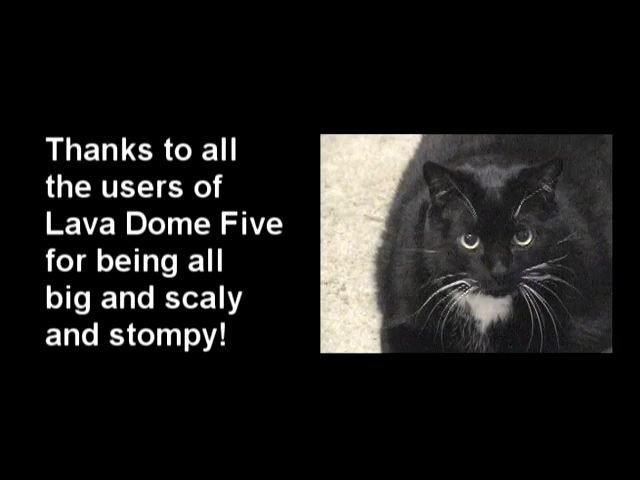 Thanks to all
the users of
Lava Dome Five
for being all
big and scaly
and stompy!